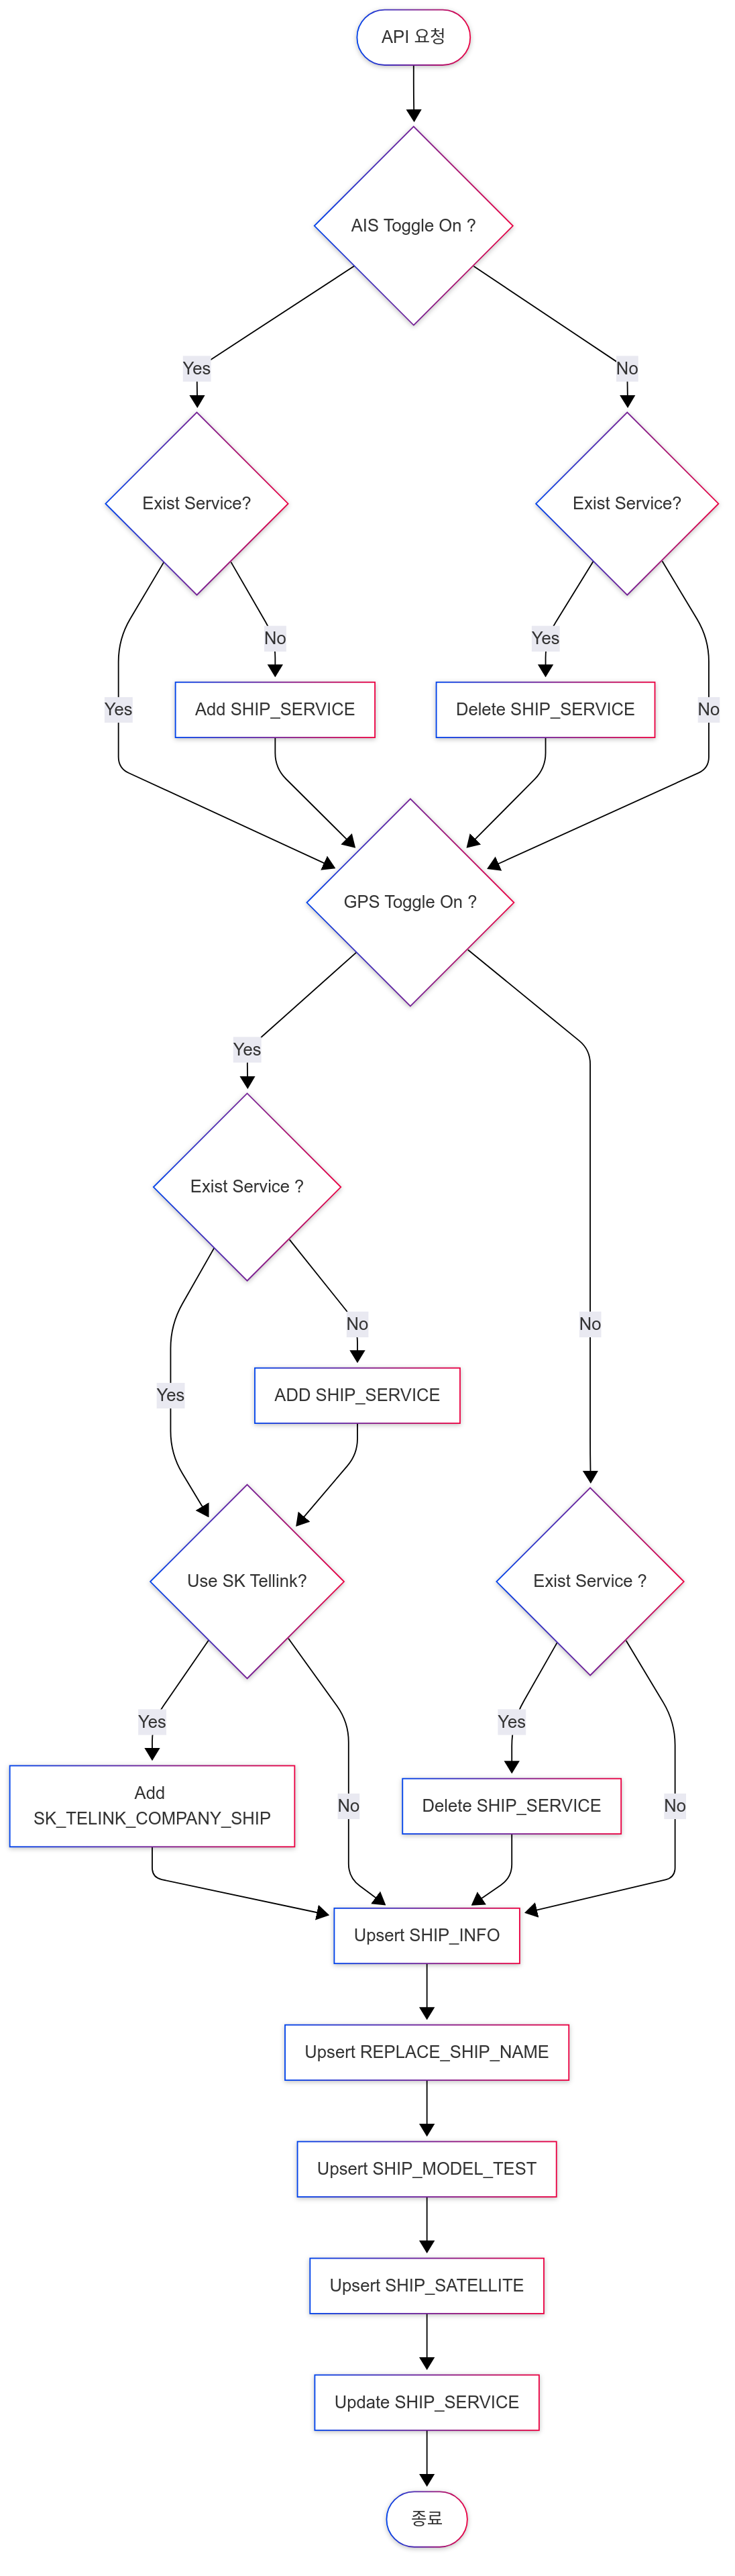 API 요청
AIS Toggle On ?
Yes
No
Exist Service?
Exist Service?
No
Yes
Yes
Add SHIP_SERVICE
Delete SHIP_SERVICE
No
GPS Toggle On ?
Yes
Exist Service ?
No
No
Yes
ADD SHIP_SERVICE
Use SK Tellink?
Exist Service ?
Yes
Yes
Add
SK_TELINK_COMPANY_SHIP
No
Delete SHIP_SERVICE
No
Upsert SHIP_INFO
Upsert REPLACE_SHIP_NAME
Upsert SHIP_MODEL_TEST
Upsert SHIP_SATELLITE
Update SHIP_SERVICE
종료